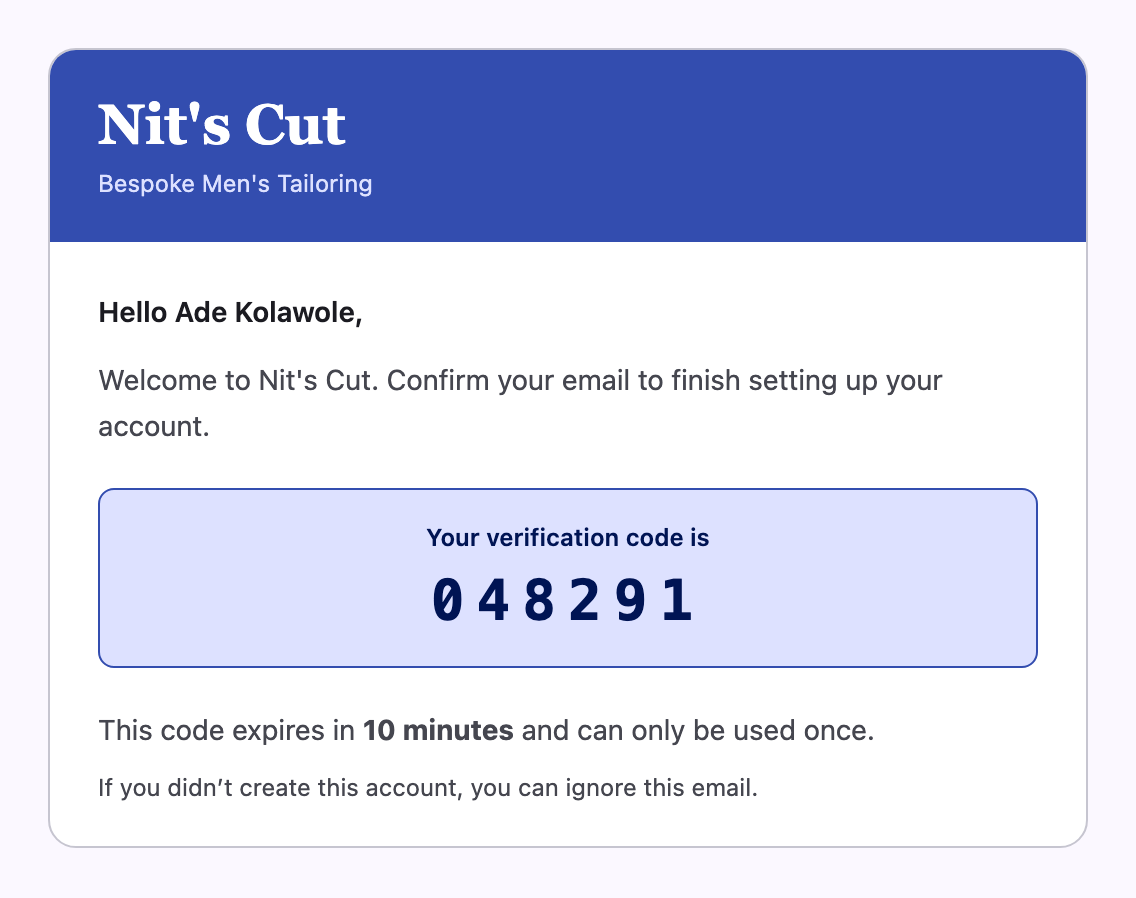 Nit's Cut
Bespoke Men's Tailoring
Hello Ade Kolawole,
Welcome to Nit's Cut. Confirm your email to finish setting up your
account.
Your verification code is
048291
This code expires in 10 minutes and can only be used once.
If you didn’t create this account, you can ignore this email.